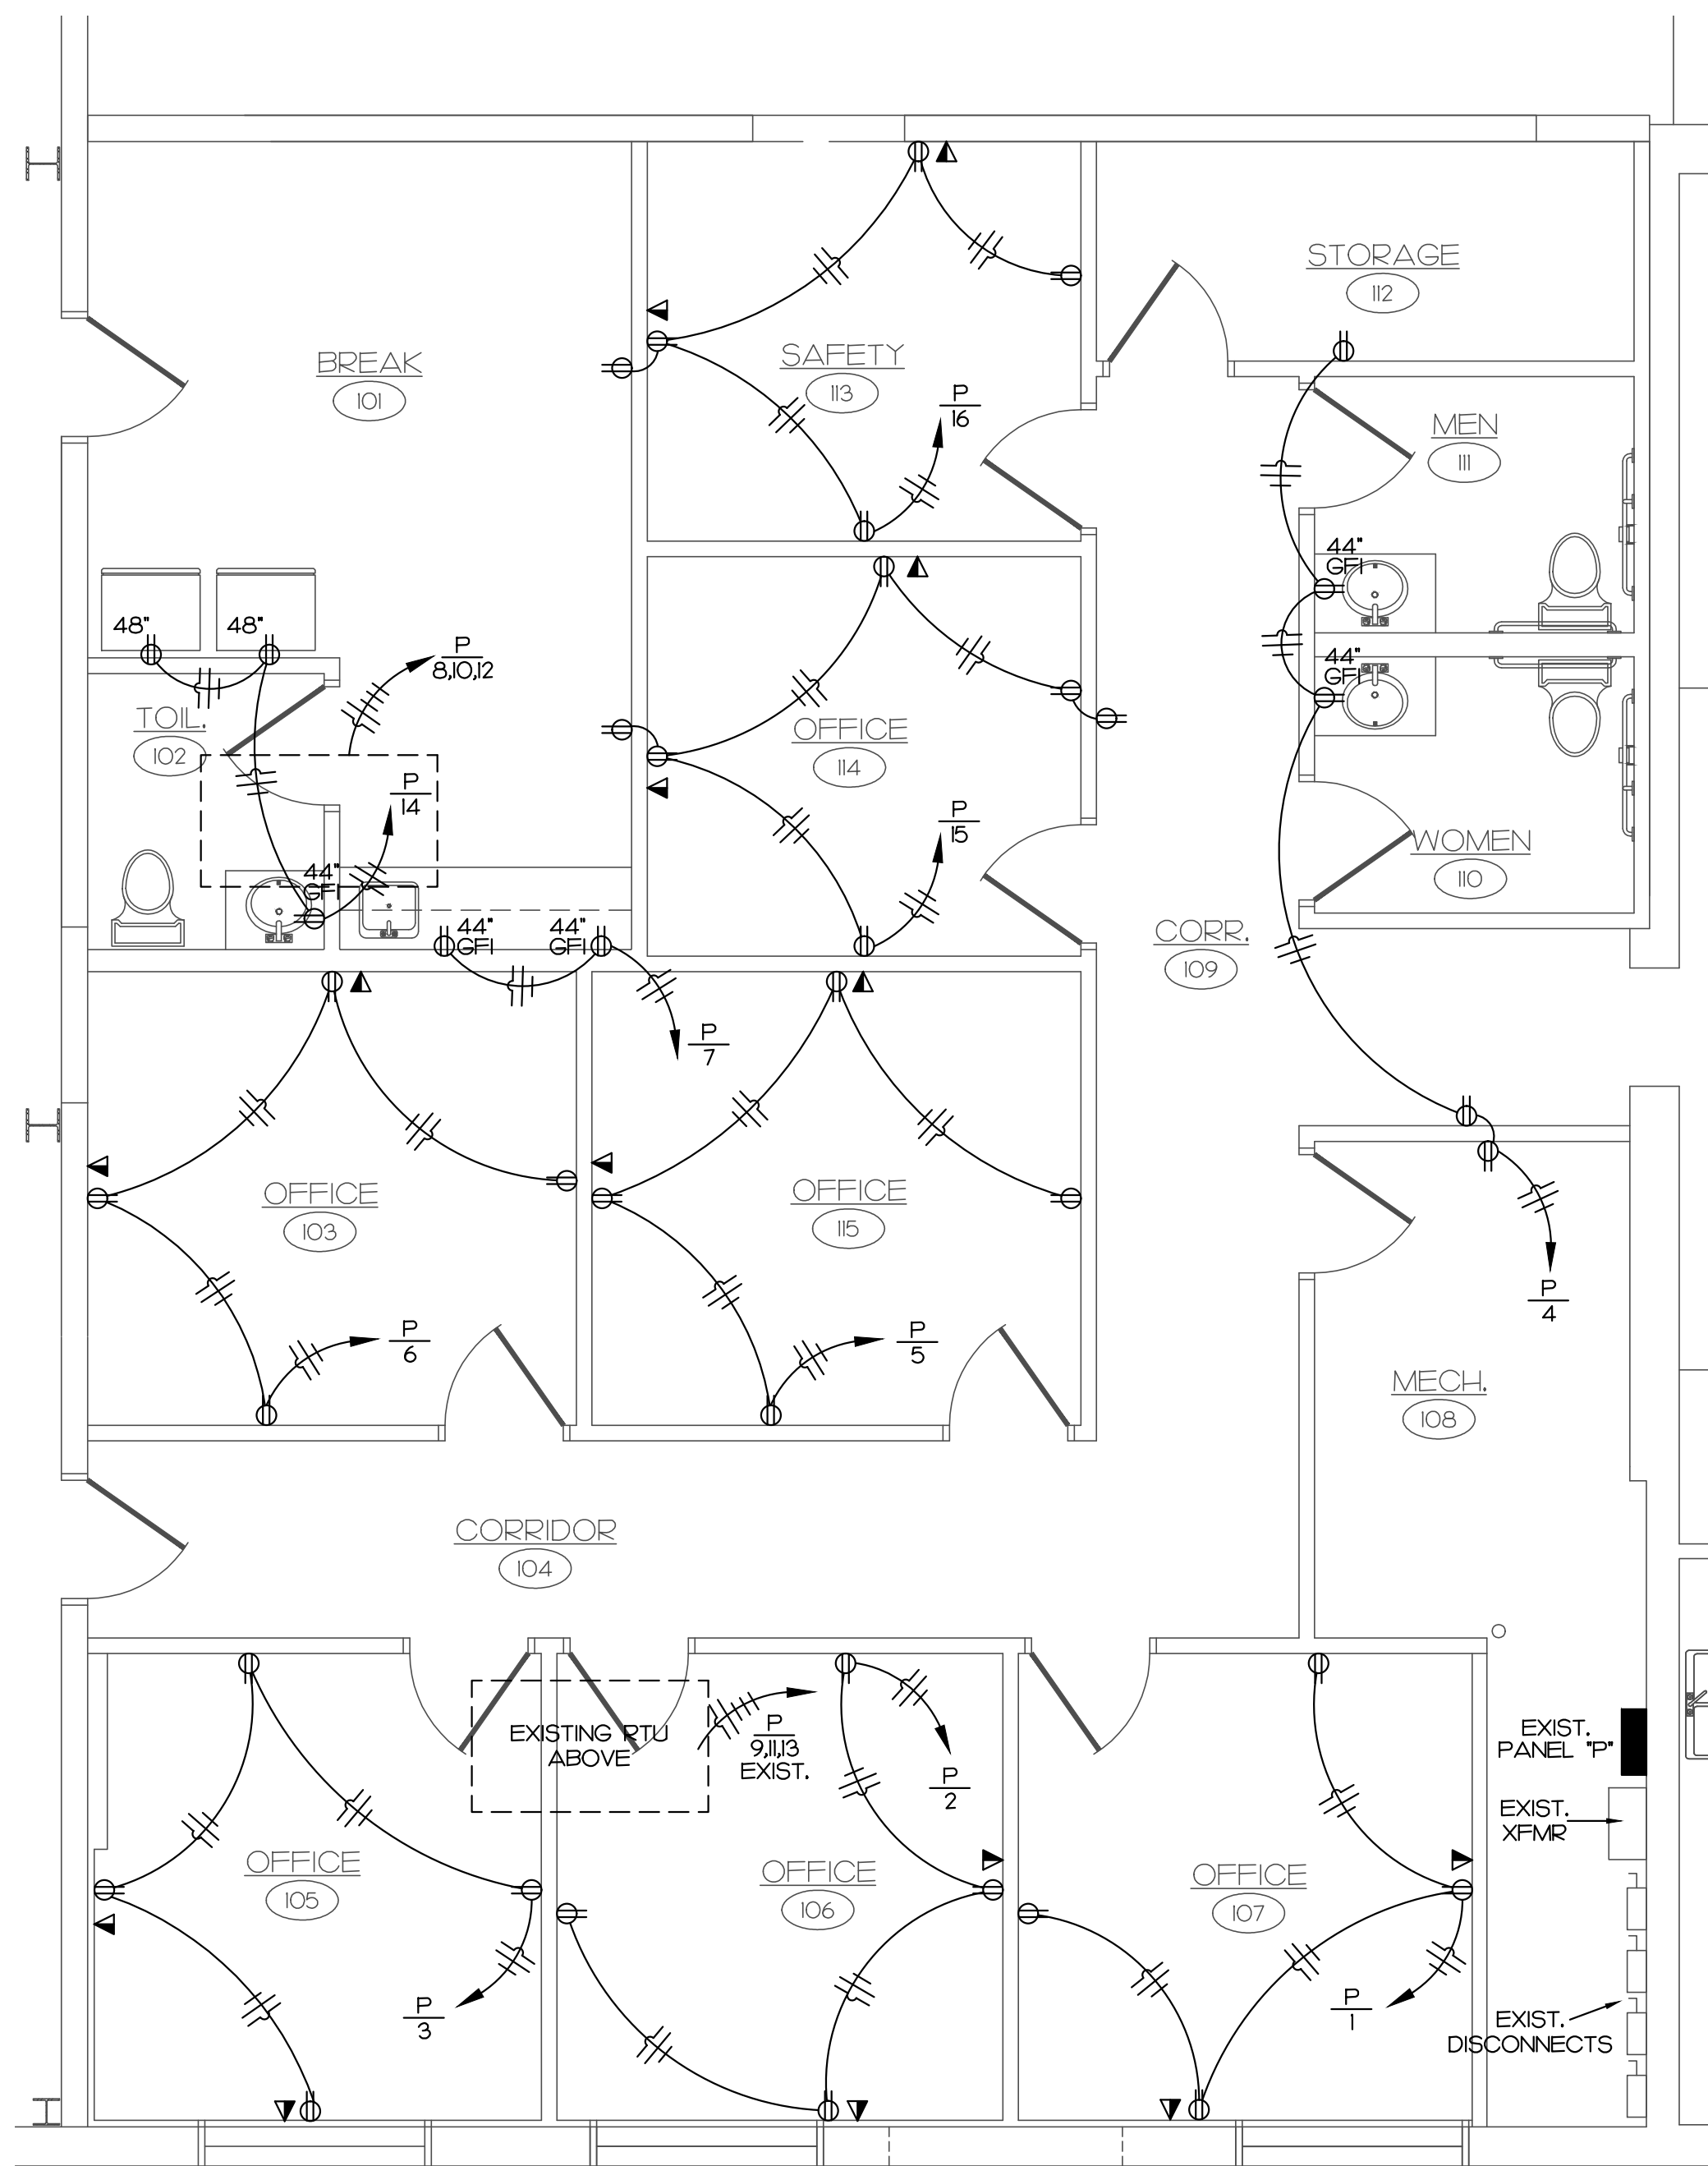 STORAGE
112
BREAK
101
SAFETY
113
P
16
MEN
111
44"
GFI
48"
48"
P
8,10,12
44"
GFI
TOIL.
102
OFFICE
114
P
14
P
15
WOMEN
110
44"
GFI
44"
GFI
44"
GFI
CORR.
109
P
7
OFFICE
103
OFFICE
115
P
4
P
6
P
5
MECH.
108
CORRIDOR
104
EXISTING RTU
ABOVE
P
9,11,13
EXIST.
P
2
EXIST.
PANEL "P"
EXIST.
XFMR
OFFICE
105
OFFICE
106
OFFICE
107
P
3
P
1
EXIST.
DISCONNECTS